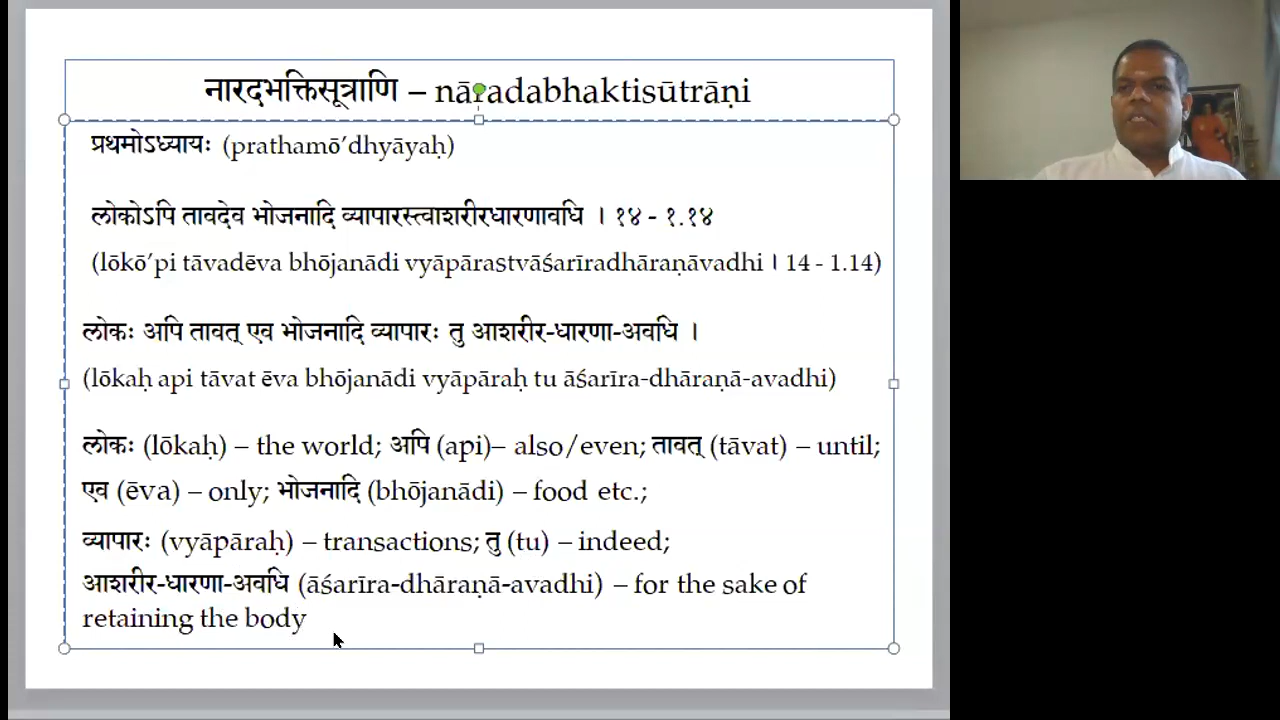 नारदभक्तिसूत्राणि – nāradabhaktisūtrāṇi
प्रथमोऽध्यायः (prathamō’dhyāyaḥ)
लोकोऽपि तावदेव भोजनादि व्यापारस्त्वाशरीरधारणावधि । १४ - १.१४
(lōkō’pi tāvadēva bhōjanādi vyāpārastvāśarīradhāraṇāvadhi । 14 - 1.14)
लोकः अपि तावत् एव भोजनादि व्यापारः तु आशरीर-धारणा-अवधि ।
(lōkaḥ api tāvat ēva bhōjanādi vyāpāraḥ tu āśarīra-dhāraṇā-avadhi)
लोकः (lōkaḥ) – the world; अपि (api)– also/even; तावत् (tāvat) – until;
एव (ēva) – only; भोजनादि (bhōjanādi) – food etc.;
व्यापारः (vyāpāraḥ) – transactions; तु (tu) – indeed;
आशरीर-धारणा-अवधि (āśarīra-dhāraṇā-avadhi) – for the sake of
retaining the body